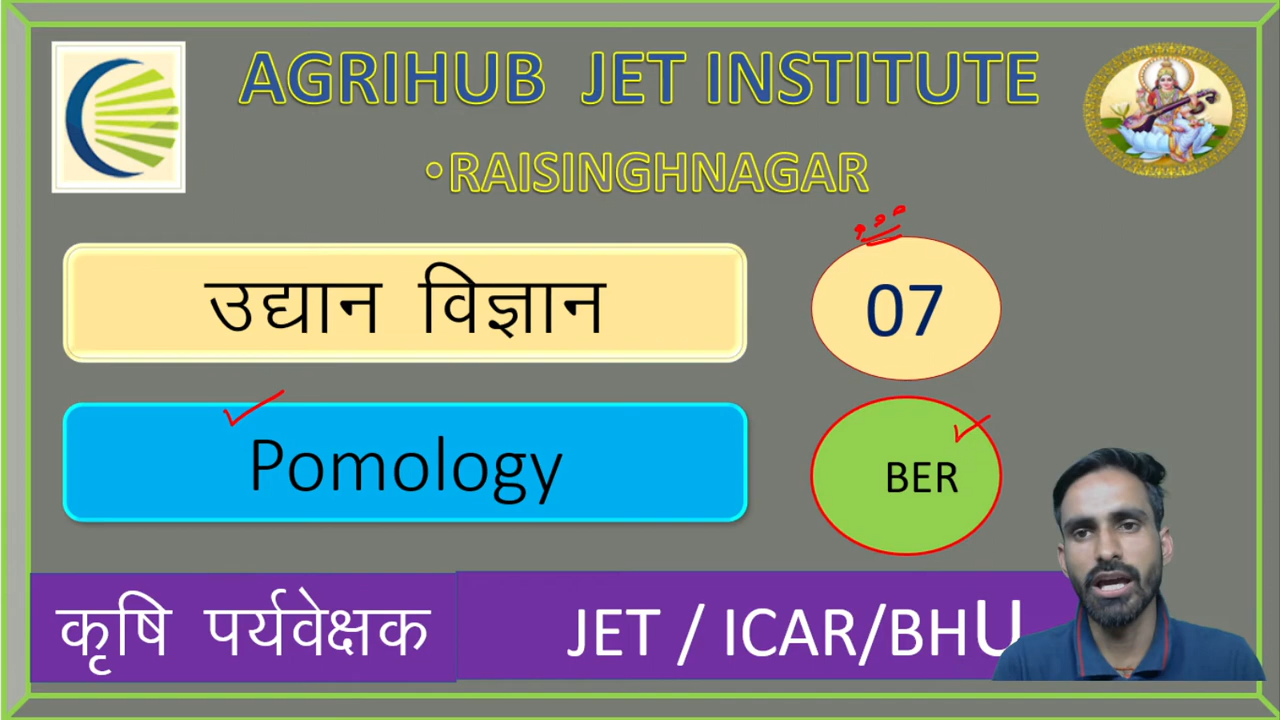 AGRIHUB JET INSTITUTE
•RAISINGHNAGAR
उद्यान विज्ञान
07
Pomology
BER
कृषि पर्यवेक्षक
JET / ICAR/BHU